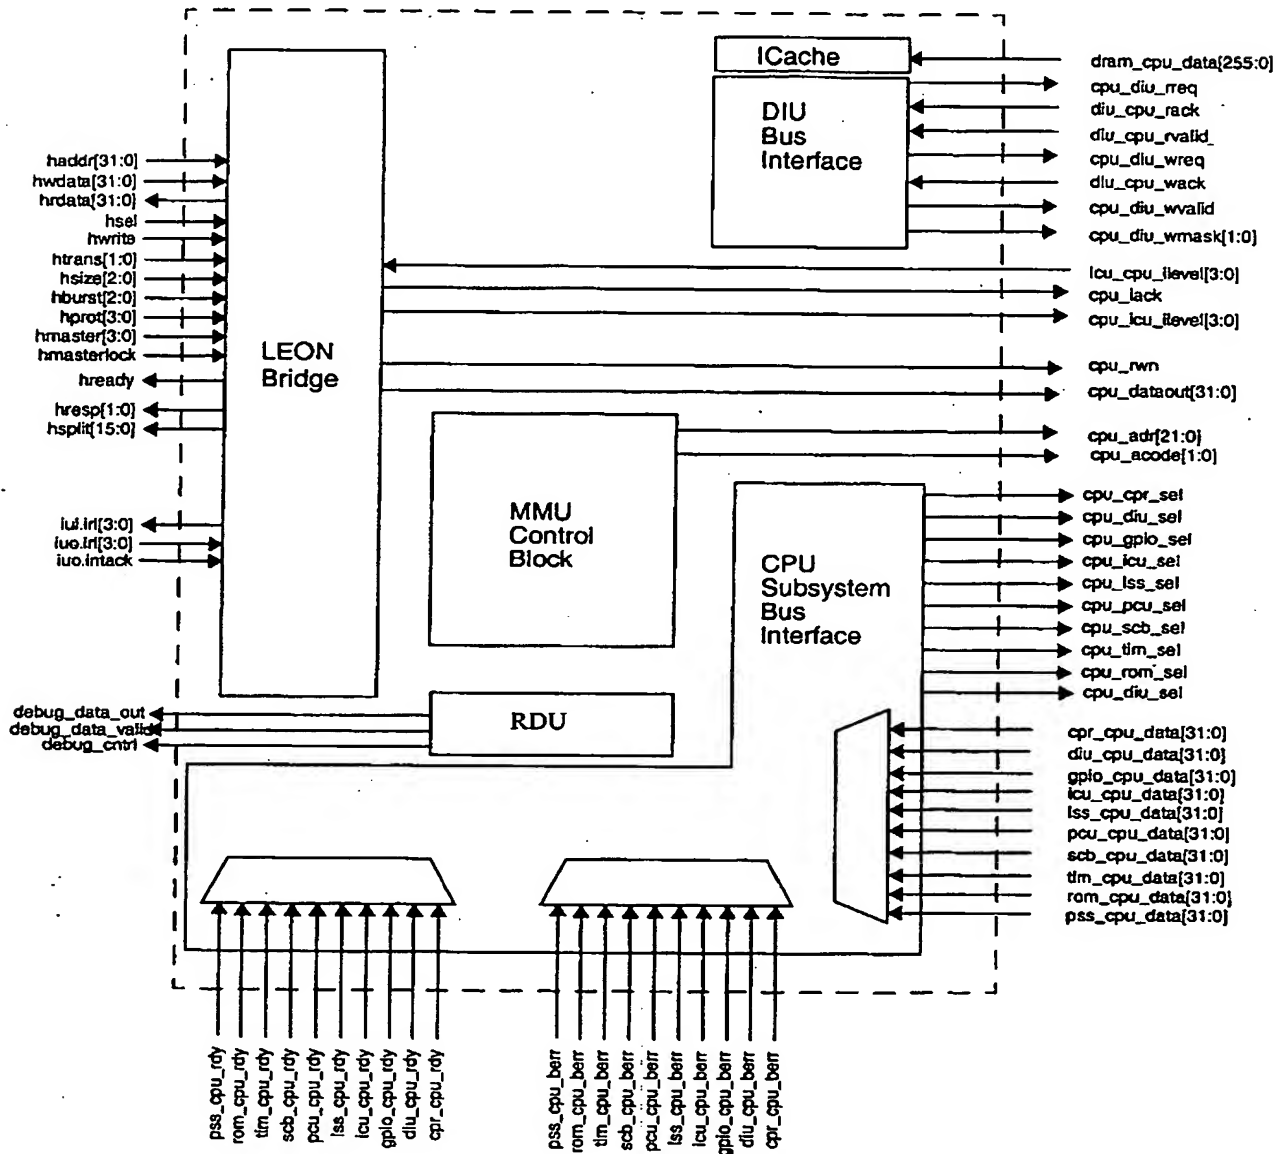 ICache
DIU
Bus
Interface
dram_cpu_data[255:0]
cpu_diu_rreq
diu_cpu_rack
diu_cpu_rvalid
cpu_diu_wreq
diu_cpu_wack
cpu_diu_wvalid
cpu_diu_wmask[1:0]
icu_cpu_ilevel[3:0]
cpu_iack
cpu_icu_ilevel[3:0]
cpu_rwn
cpu_dataout[31:0]
cpu_adr[21:0]
cpu_acode[1:0]
haddr[31:0]
hwdata[31:0]
hrdata[31:0]
hsel
hwrite
htrans[1:0]
hsize[2:0]
hburst[2:0]
hprot[3:0]
hmaster[3:0]
hmasterlock
hready
hresp[1:0]
hsplit[15:0]
iui.irl[3:0]
iuo.irl[3:0]
iuo.intack
LEON
Bridge
MMU
Control
Block
CPU
Subsystem
Bus
Interface
cpu_cpr_sel
cpu_diu_sel
cpu_gpio_sel
cpu_icu_sel
cpu_lss_sel
cpu_pcu_sel
cpu_scb_sel
cpu_tim_sel
cpu_rom_sel
cpu_diu_sel
debug_data_out
debug_data_valid
debug_cntrl
RDU
cpr_cpu_data[31:0]
diu_cpu_data[31:0]
gpio_cpu_data[31:0]
icu_cpu_data[31:0]
lss_cpu_data[31:0]
pcu_cpu_data[31:0]
scb_cpu_data[31:0]
tim_cpu_data[31:0]
rom_cpu_data[31:0]
pss_cpu_data[31:0]
pss_cpu_rdy
rom_cpu_rdy
tim_cpu_rdy
scb_cpu_rdy
pcu_cpu_rdy
lss_cpu_rdy
icu_cpu_rdy
gpio_cpu_rdy
diu_cpu_rdy
cpr_cpu_rdy
pss_cpu_berr
rom_cpu_berr
tim_cpu_berr
scb_cpu_berr
pcu_cpu_berr
lss_cpu_berr
icu_cpu_berr
gpio_cpu_berr
diu_cpu_berr
cpr_cpu_berr